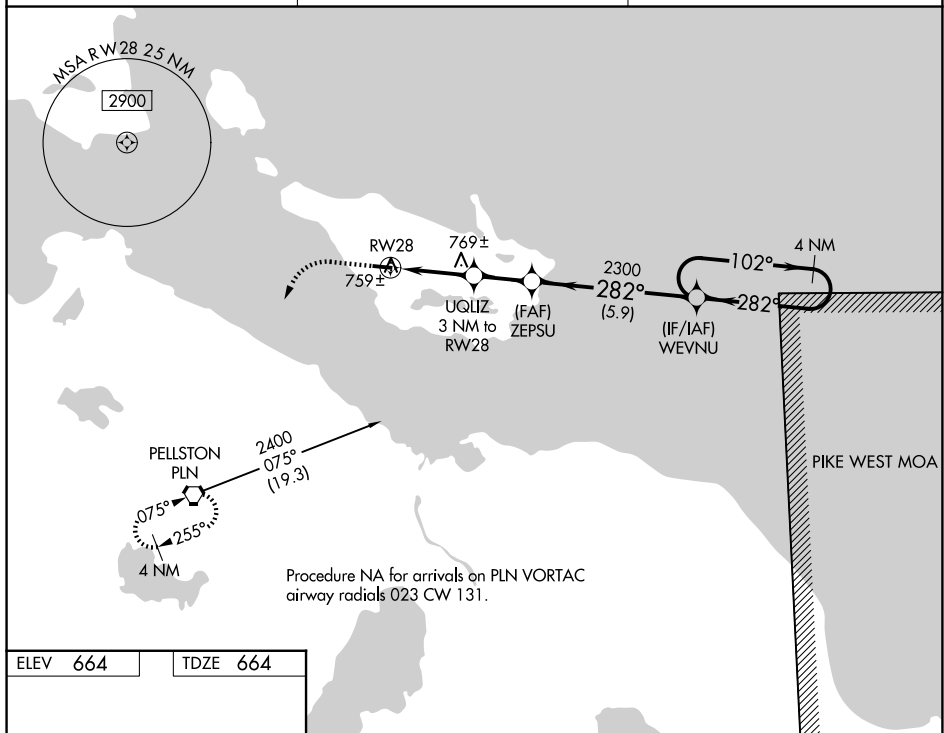 MSA RW28 25 NM
2900
RW28
759±
769±
UQLIZ
3 NM to
RW28
(FAF)
ZEPSU
2300
282°
(5.9)
(IF/IAF)
WEVNU
102°
282°
4 NM
PIKE WEST MOA
PELLSTON
PLN
2400
075°
(19.3)
075°
255°
4 NM
Procedure NA for arrivals on PLN VORTAC
airway radials 023 CW 131.
ELEV 664
TDZE 664